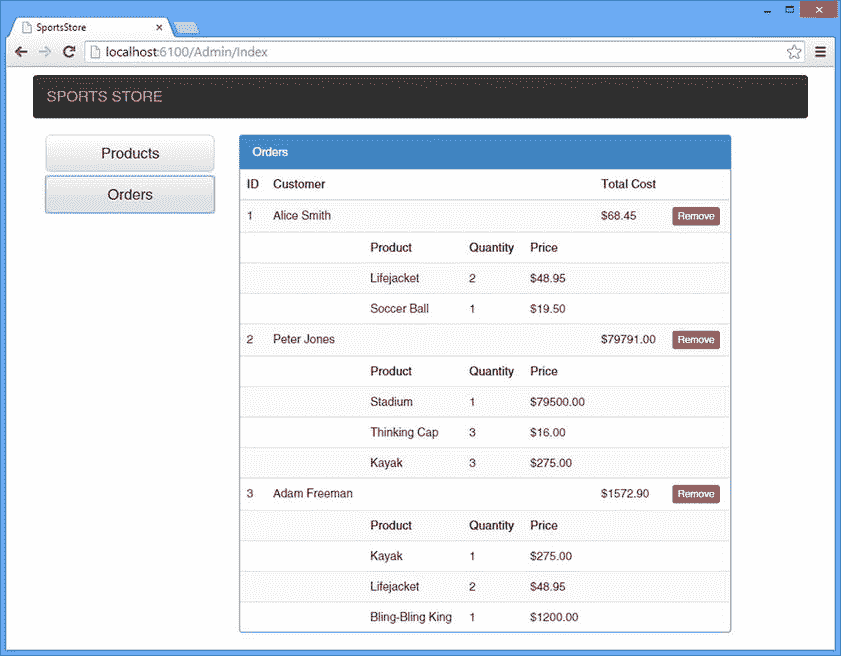 SportsStore
localhost:6100/Admin/Index
SPORTS STORE
Products
Orders
Orders
ID Customer Total Cost
1 Alice Smith $68.45 Remove
Product Quantity Price
Lifejacket 2 $48.95
Soccer Ball 1 $19.50
2 Peter Jones $79791.00 Remove
Product Quantity Price
Stadium 1 $79500.00
Thinking Cap 3 $16.00
Kayak 3 $275.00
3 Adam Freeman $1572.90 Remove
Product Quantity Price
Kayak 1 $275.00
Lifejacket 2 $48.95
Bling-Bling King 1 $1200.00